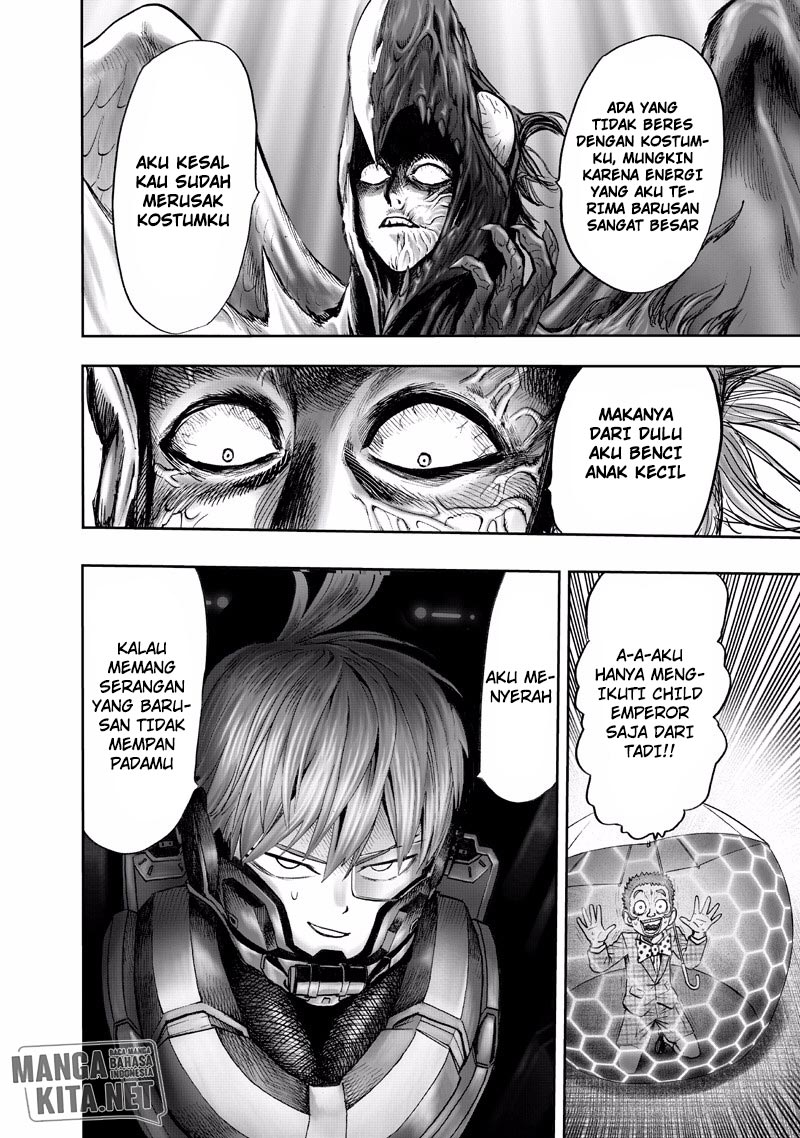 ADA YANG
TIDAK BERES
DENGAN KOSTUM-
KU, MUNGKIN
KARENA ENERGI
YANG AKU TE-
RIMA BARUSAN
SANGAT BESAR
AKU KESAL
KAU SUDAH
MERUSAK
KOSTUMKU
MAKANYA
DARI DULU
AKU BENCI
ANAK KECIL
A-A-AKU
HANYA MENG-
IKUTI CHILD
EMPEROR
SAJA DARI
TADI!!
AKU ME-
NYERAH
KALAU
MEMANG
SERANGAN
YANG BARU-
SAN TIDAK
MEMPAN
PADAMU
MANGA BACA MANGA BAHASA INDONESIA
KITA.NET